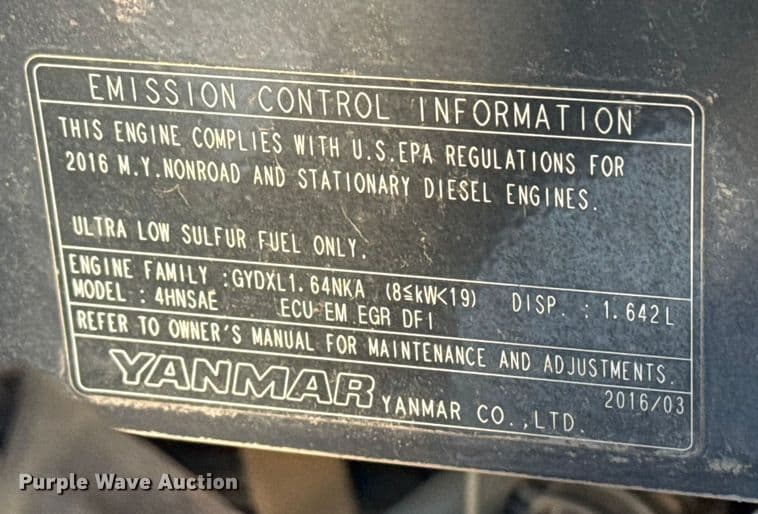 EMISSION CONTROL INFORMATION
THIS ENGINE COMPLIES WITH U.S.EPA REGULATIONS FOR
2016 M.Y.NONROAD AND STATIONARY DIESEL ENGINES.
ULTRA LOW SULFUR FUEL ONLY.
ENGINE FAMILY :GYDXL1.64NKA (8≦kW<19) DISP. : 1.642L
MODEL : 4HNSAE ECU-EM EGR DFI
REFER TO OWNER'S MANUAL FOR MAINTENANCE AND ADJUSTMENTS.
2016/03
YANMAR YANMAR CO.,LTD.
Purple Wave Auction